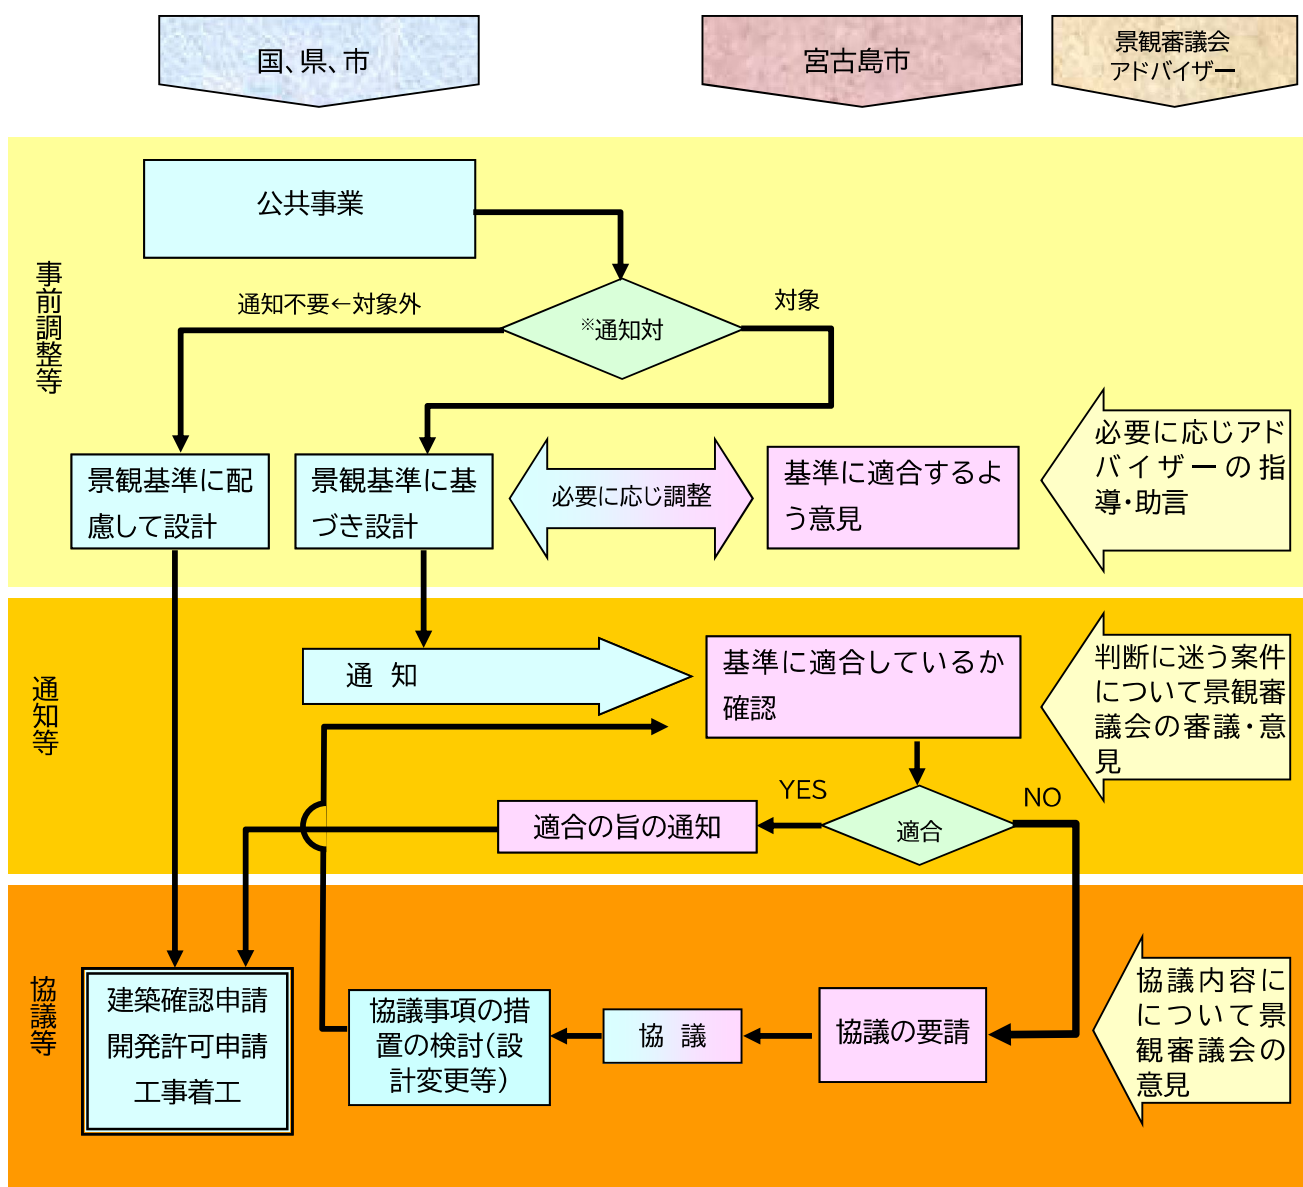 国、県、市
宮古島市
景観審議会
アドバイザー
事前調整等
公共事業
通知不要←対象外
※通知対
対象
景観基準に配
慮して設計
景観基準に基
づき設計
必要に応じ調整
基準に適合するよ
う意見
必要に応じアド
バイザーの指
導・助言
通知等
通 知
基準に適合しているか
確認
判断に迷う案件
について景観審
議会の審議・意
見
YES
NO
適合の旨の通知
適合
協議等
建築確認申請
開発許可申請
工事着工
協議事項の措
置の検討（設
計変更等）
協 議
協議の要請
協議内容に
について景
観審議会の
意見